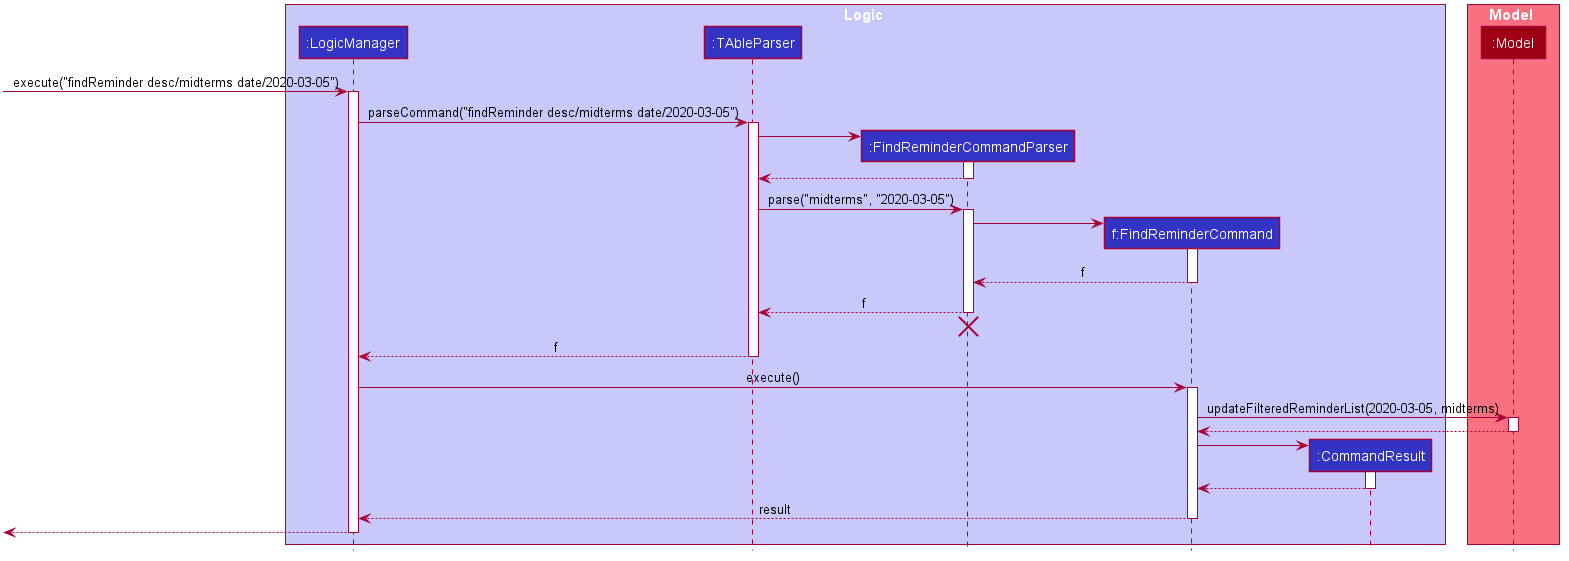 Logic
Model
:LogicManager
:TAbleParser
:Model
execute("findReminder desc/midterms date/2020-03-05")
parseCommand("findReminder desc/midterms date/2020-03-05")
:FindReminderCommandParser
parse("midterms", "2020-03-05")
f:FindReminderCommand
f
f
f
execute()
updateFilteredReminderList(2020-03-05, midterms)
:CommandResult
result